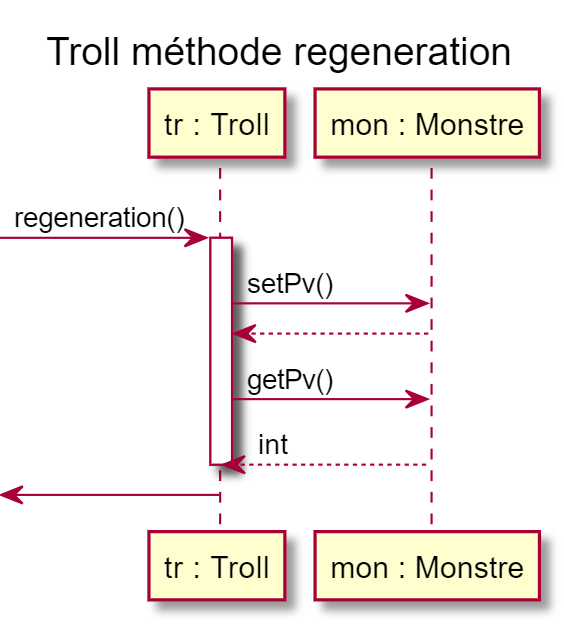 Troll méthode regeneration
tr : Troll
mon : Monstre
regeneration()
setPv()
getPv()
int
tr : Troll
mon : Monstre